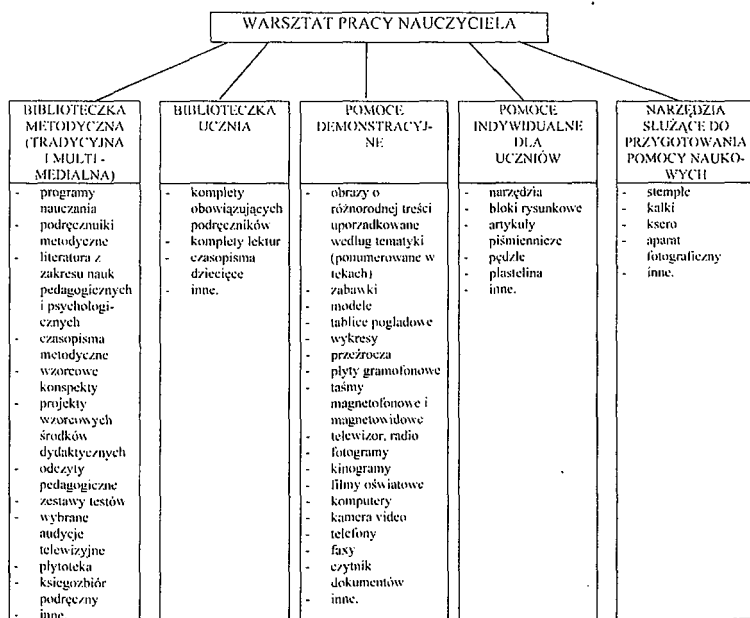 WARSZTAT PRACY NAUCZYCIELA
BIBLIOTECZKA
METODYCZNA
(TRADYCYJNA
I MULTI -
MEDIALNA)
- programy
nauczania
- podręczniki
metodyczne
- literatura z
zakresu nauk
pedagogicznych
i psychologi-
cznych
- czasopisma
metodyczne
- wzorcowe
konspekty
- projekty
wzorcowych
środków
dydaktycznych
- odczyty
pedagogiczne
- zestawy testów
- wybrane
audycje
telewizyjne
- płytoteka
- księgozbiór
podręczny
- inne
BIBLIOTECZKA
UCZNIA
- komplety
obowiązujących
podręczników
- komplety lektur
- czasopisma
dziecięce
- inne.
POMOCE
DEMONSTRACYJ-
NE
- obrazy o
różnorodnej treści
uporządkowane
według tematyki
(ponumerowane w
tekach)
- zabawki
- modele
- tablice poglądowe
- wykresy
- przeźrocza
- płyty gramofonowe
- taśmy
magnetofonowe i
magnetowidowe
- telewizor, radio
- fotogramy
- kinogramy
- filmy oświatowe
- komputery
- kamera video
- telefony
- faxy
- czytnik
dokumentów
- inne.
POMOCE
INDYWIDUALNE
DLA
UCZNIÓW
- narzędzia
- bloki rysunkowe
- artykuły
piśmiennicze
- pędzle
- plastelina
- inne.
NARZĘDZIA
SŁUŻĄCE DO
PRZYGOTOWANIA
POMOCY NAUKO-
WYCH
- stemple
- kalki
- ksero
- aparat
fotograficzny
- inne.